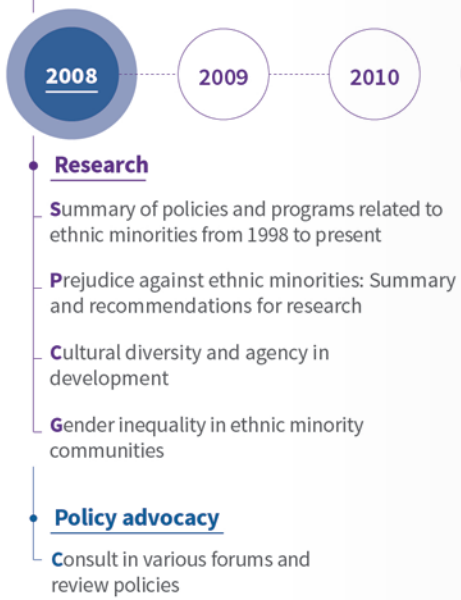 2008
2009
2010
Research
Summary of policies and programs related to
ethnic minorities from 1998 to present
Prejudice against ethnic minorities: Summary
and recommendations for research
Cultural diversity and agency in
development
Gender inequality in ethnic minority
communities
Policy advocacy
Consult in various forums and
review policies